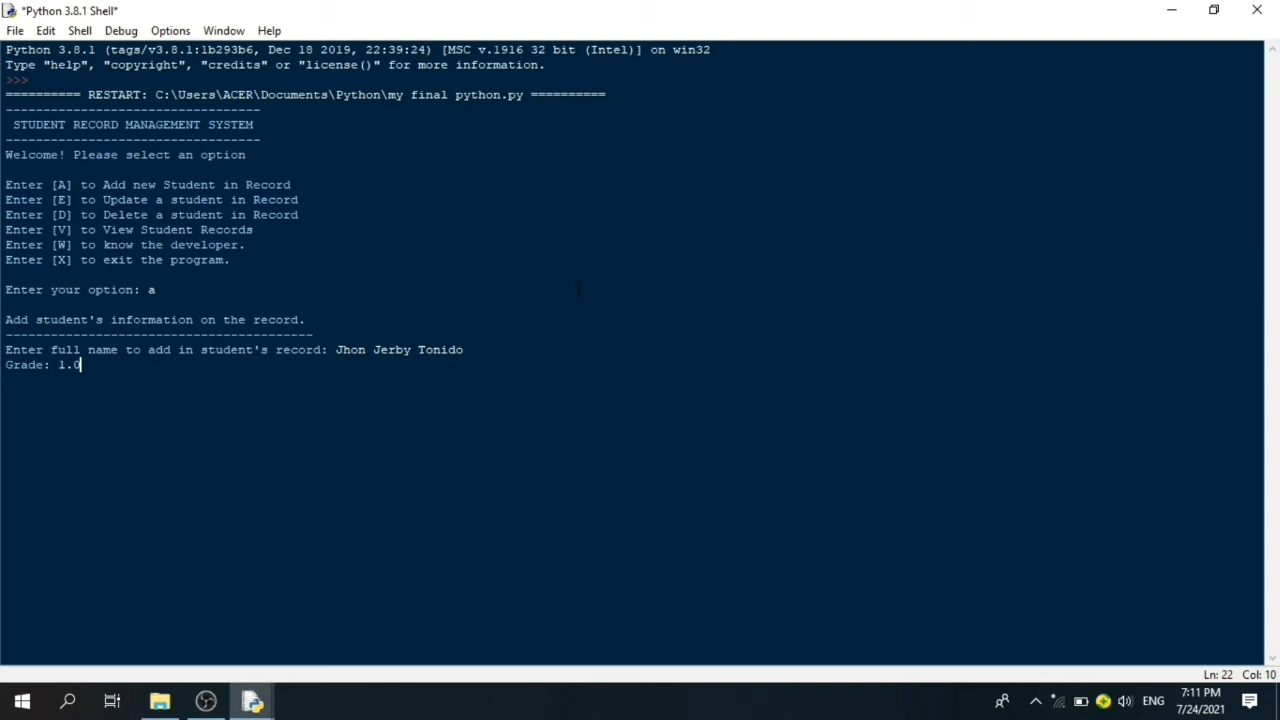 *Python 3.8.1 Shell*
File Edit Shell Debug Options Window Help
Python 3.8.1 (tags/v3.8.1:1b293b6, Dec 18 2019, 22:39:24) [MSC v.1916 32 bit (Intel)] on win32
Type "help", "copyright", "credits" or "license()" for more information.
>>>
========== RESTART: C:\Users\ACER\Documents\Python\my final python.py ==========
----------------------------------
STUDENT RECORD MANAGEMENT SYSTEM
----------------------------------
Welcome! Please select an option
Enter [A] to Add new Student in Record
Enter [E] to Update a student in Record
Enter [D] to Delete a student in Record
Enter [V] to View Student Records
Enter [W] to know the developer.
Enter [X] to exit the program.
Enter your option: a
Add student's information on the record.
-----------------------------------------
Enter full name to add in student's record: Jhon Jerby Tonido
Grade: 1.0
Ln: 22 Col: 10
ENG
7:11 PM
7/24/2021